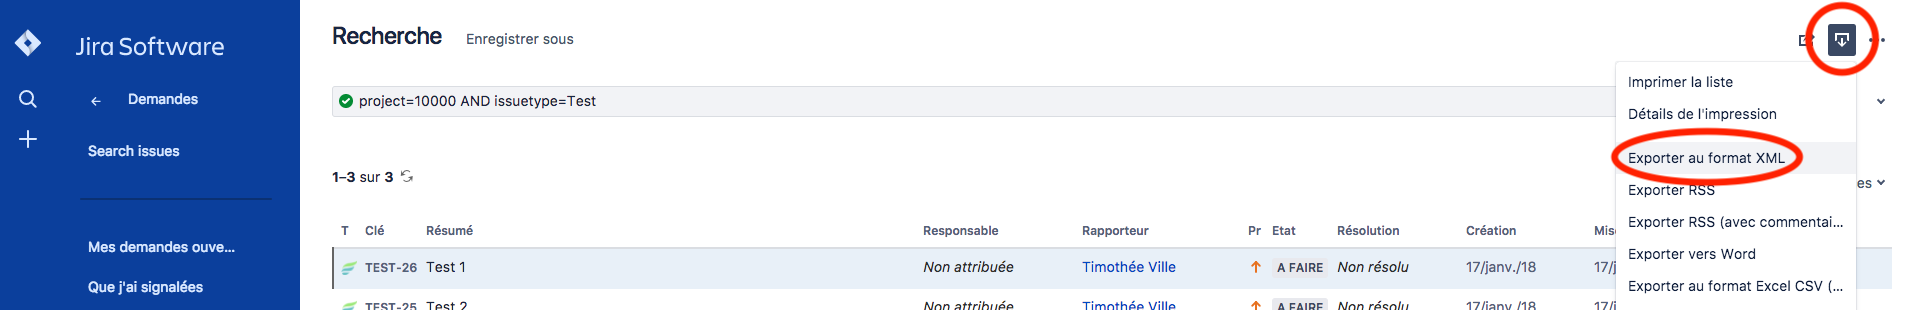 Jira Software
Demandes
Search issues
Mes demandes ouve...
Que j'ai signalées
Recherche Enregistrer sous
project=10000 AND issuetype=Test
1–3 sur 3
T Clé Résumé Responsable Rapporteur Pr Etat Résolution Création
TEST-26 Test 1 Non attribuée Timothée Ville A FAIRE Non résolu 17/janv./18
TEST-25 Test 2 Non attribuée Timothée Ville A FAIRE Non résolu 17/janv./18
Imprimer la liste
Détails de l'impression
Exporter au format XML
Exporter RSS
Exporter RSS (avec commentai...
Exporter vers Word
Exporter au format Excel CSV (...